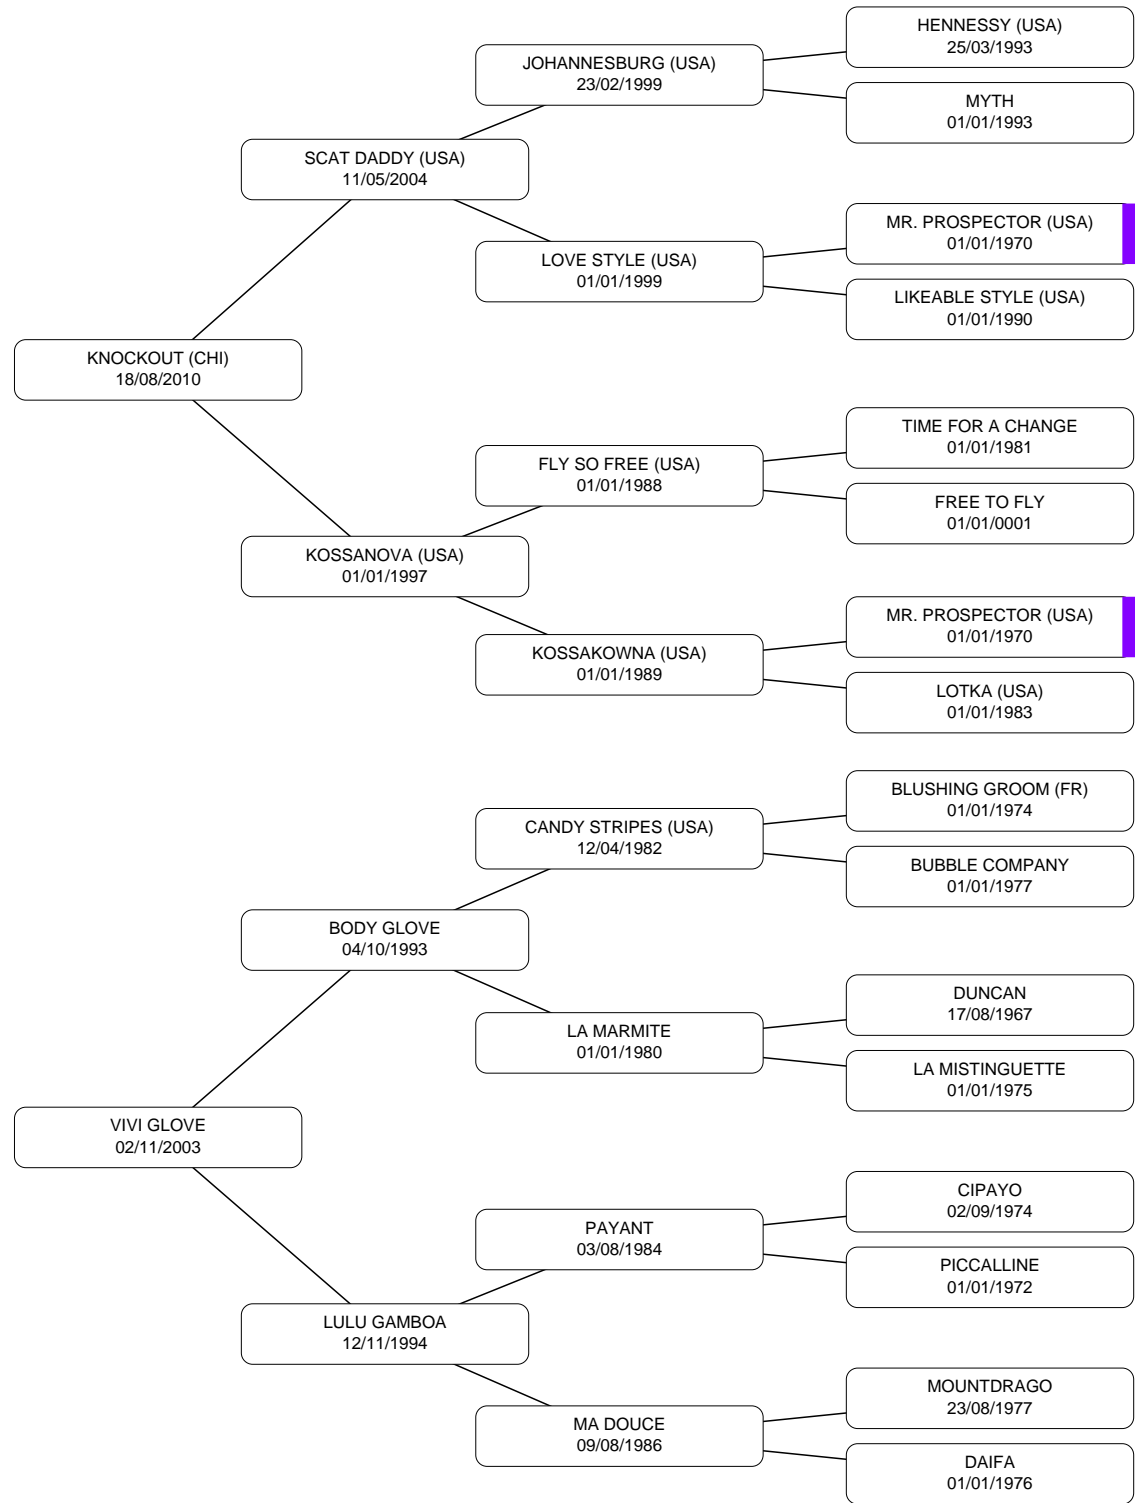 HENNESSY (USA)
25/03/1993
JOHANNESBURG (USA)
23/02/1999
MYTH
01/01/1993
SCAT DADDY (USA)
11/05/2004
MR. PROSPECTOR (USA)
01/01/1970
LOVE STYLE (USA)
01/01/1999
LIKEABLE STYLE (USA)
01/01/1990
KNOCKOUT (CHI)
18/08/2010
TIME FOR A CHANGE
01/01/1981
FLY SO FREE (USA)
01/01/1988
FREE TO FLY
01/01/0001
KOSSANOVA (USA)
01/01/1997
MR. PROSPECTOR (USA)
01/01/1970
KOSSAKOWNA (USA)
01/01/1989
LOTKA (USA)
01/01/1983
BLUSHING GROOM (FR)
01/01/1974
CANDY STRIPES (USA)
12/04/1982
BUBBLE COMPANY
01/01/1977
BODY GLOVE
04/10/1993
DUNCAN
17/08/1967
LA MARMITE
01/01/1980
LA MISTINGUETTE
01/01/1975
VIVI GLOVE
02/11/2003
CIPAYO
02/09/1974
PAYANT
03/08/1984
PICCALLINE
01/01/1972
LULU GAMBOA
12/11/1994
MOUNTDRAGO
23/08/1977
MA DOUCE
09/08/1986
DAIFA
01/01/1976